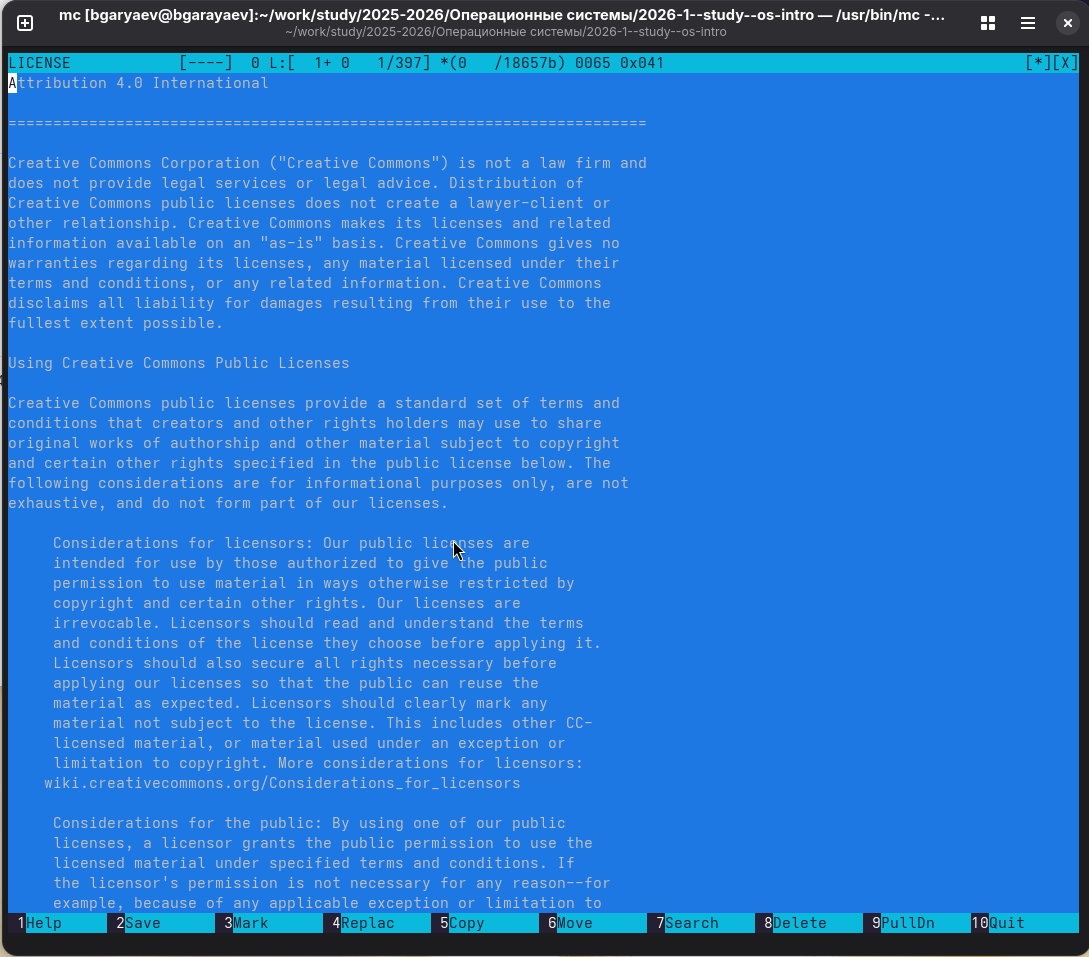 mc [bgaryaev@bgarayaev]:~/work/study/2025-2026/Операционные системы/2026-1--study--os-intro — /usr/bin/mc -...
~/work/study/2025-2026/Операционные системы/2026-1--study--os-intro
LICENSE            [----]  0 L:[  1+ 0   1/397] *(0   /18657b) 0065 0x041                                        [*][X]
Attribution 4.0 International
=======================================================================
Creative Commons Corporation ("Creative Commons") is not a law firm and
does not provide legal services or legal advice. Distribution of
Creative Commons public licenses does not create a lawyer-client or
other relationship. Creative Commons makes its licenses and related
information available on an "as-is" basis. Creative Commons gives no
warranties regarding its licenses, any material licensed under their
terms and conditions, or any related information. Creative Commons
disclaims all liability for damages resulting from their use to the
fullest extent possible.
Using Creative Commons Public Licenses
Creative Commons public licenses provide a standard set of terms and
conditions that creators and other rights holders may use to share
original works of authorship and other material subject to copyright
and certain other rights specified in the public license below. The
following considerations are for informational purposes only, are not
exhaustive, and do not form part of our licenses.
     Considerations for licensors: Our public licenses are
     intended for use by those authorized to give the public
     permission to use material in ways otherwise restricted by
     copyright and certain other rights. Our licenses are
     irrevocable. Licensors should read and understand the terms
     and conditions of the license they choose before applying it.
     Licensors should also secure all rights necessary before
     applying our licenses so that the public can reuse the
     material as expected. Licensors should clearly mark any
     material not subject to the license. This includes other CC-
     licensed material, or material used under an exception or
     limitation to copyright. More considerations for licensors:
    wiki.creativecommons.org/Considerations_for_licensors
     Considerations for the public: By using one of our public
     licenses, a licensor grants the public permission to use the
     licensed material under specified terms and conditions. If
     the licensor's permission is not necessary for any reason--for
     example, because of any applicable exception or limitation to
1Help 2Save 3Mark 4Replac 5Copy 6Move 7Search 8Delete 9PullDn 10Quit